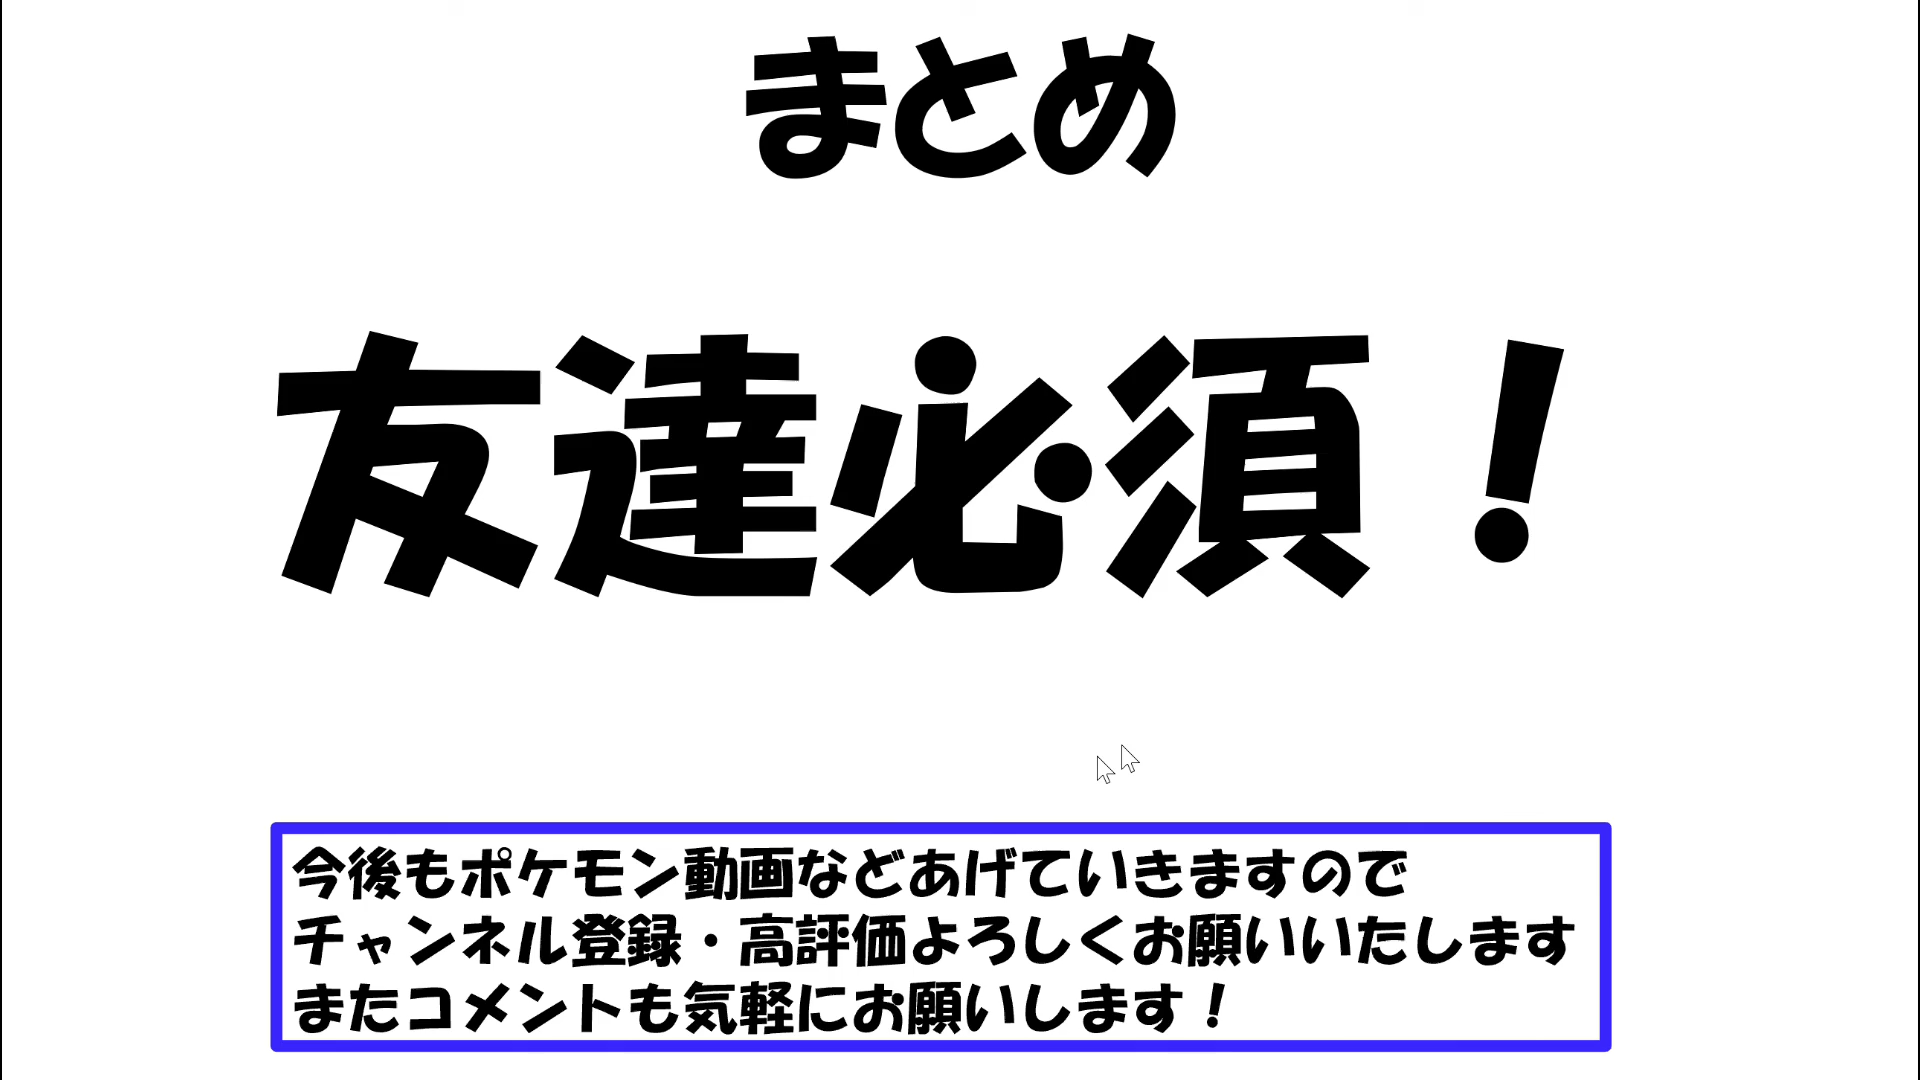 まとめ
友達必須！
今後もポケモン動画などあげていきますので
チャンネル登録・高評価よろしくお願いいたします
またコメントも気軽にお願いします！